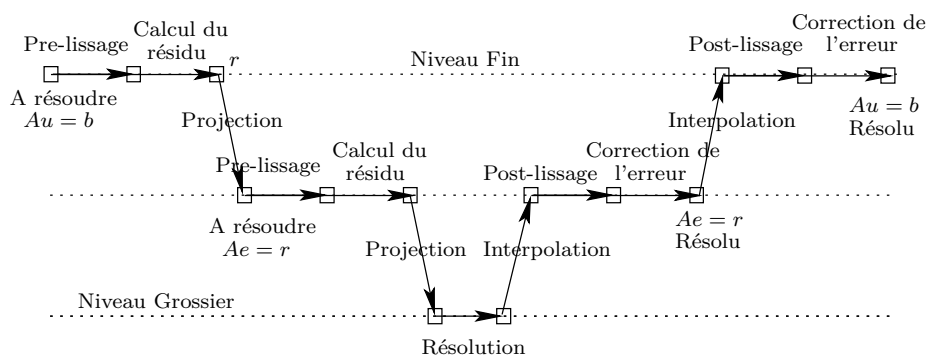 Pre-lissage
Calcul du
résidu
r
Niveau Fin
Post-lissage
Correction de
l'erreur
A résoudre
Au = b
Au = b
Résolu
Projection
Interpolation
Pre-lissage
Calcul du
résidu
Post-lissage
Correction de
l'erreur
A résoudre
Ae = r
Ae = r
Résolu
Projection
Interpolation
Niveau Grossier
Résolution